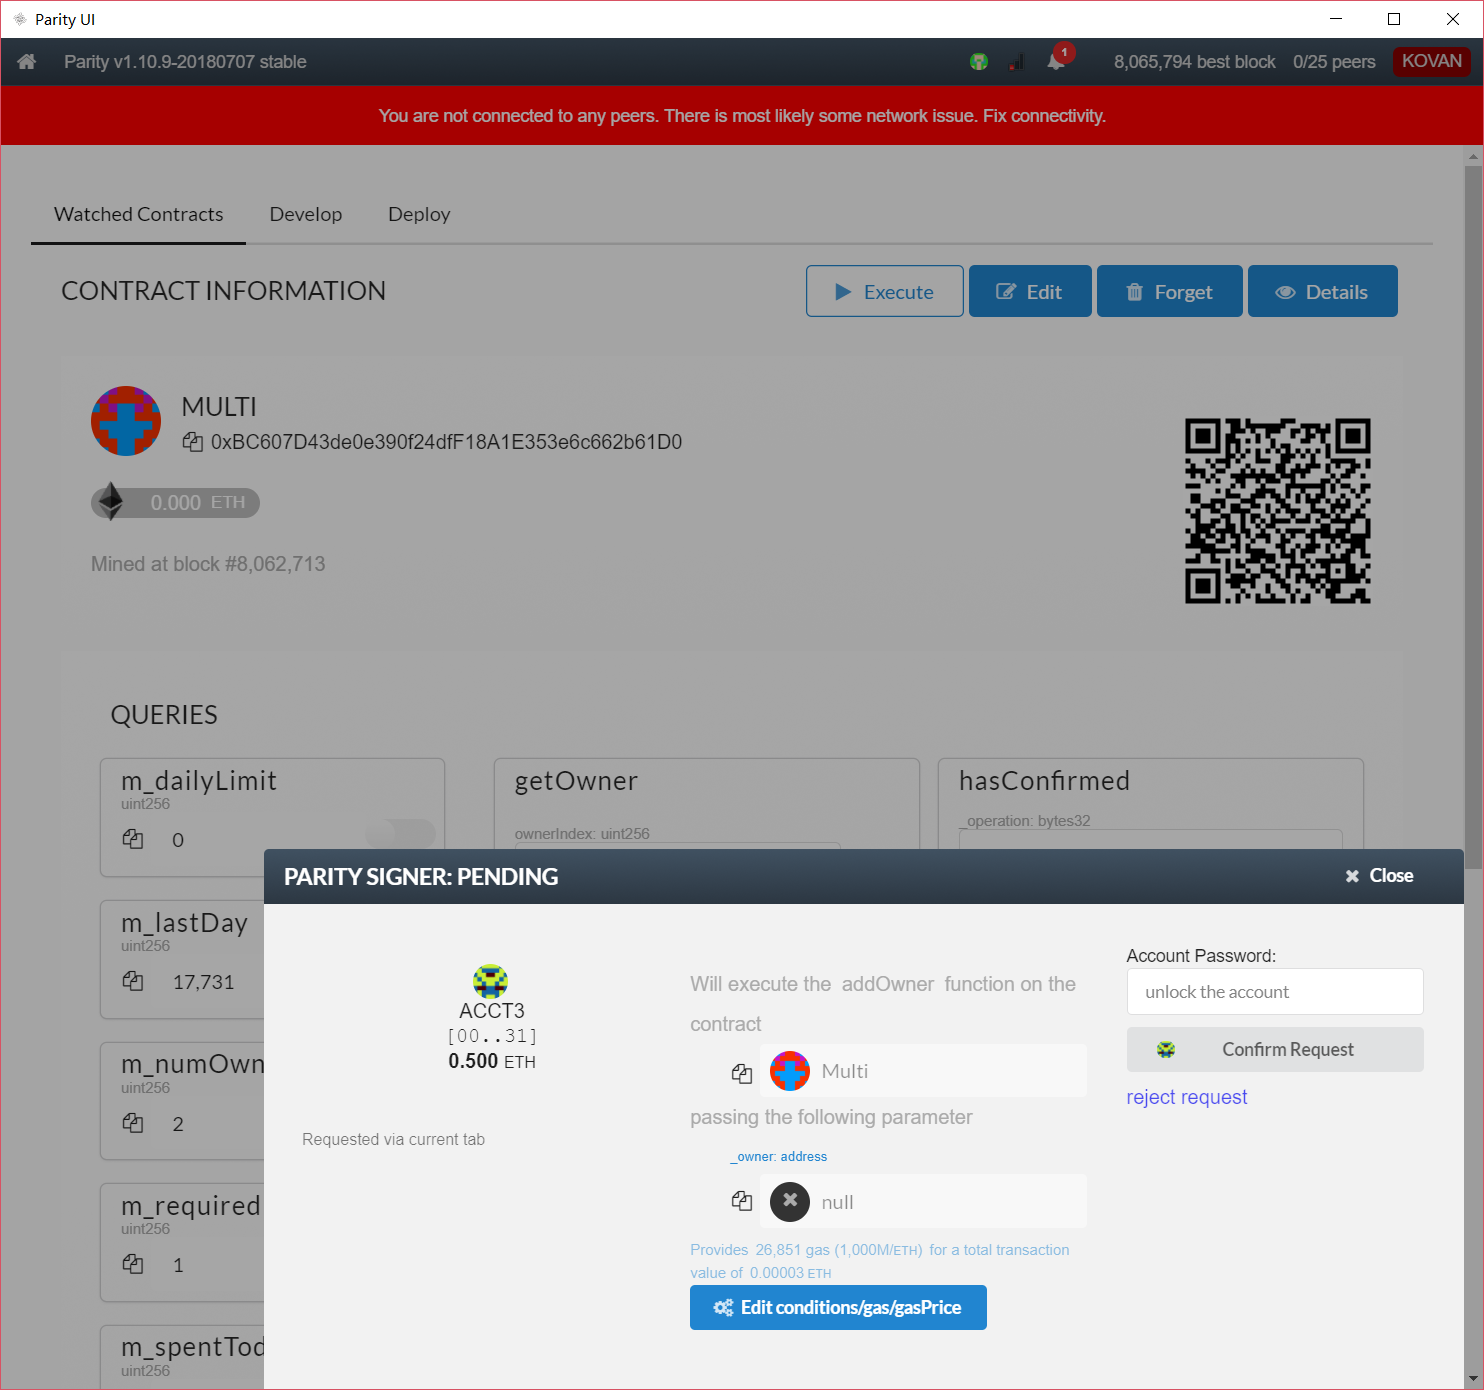 Parity UI
Parity v1.10.9-20180707 stable
1
8,065,794 best block
0/25 peers
KOVAN
You are not connected to any peers. There is most likely some network issue. Fix connectivity.
Watched Contracts
Develop
Deploy
CONTRACT INFORMATION
Execute
Edit
Forget
Details
MULTI
0xBC607D43de0e390f24dfF18A1E353e6c662b61D0
0.000 ETH
Mined at block #8,062,713
QUERIES
m_dailyLimit
uint256
0
getOwner
ownerIndex: uint256
hasConfirmed
_operation: bytes32
m_lastDay
uint256
17,731
m_numOwn
uint256
2
m_required
uint256
1
m_spentTod
uint256
PARITY SIGNER: PENDING
Close
ACCT3
[00..31]
0.500 ETH
Requested via current tab
Will execute the addOwner function on the
contract
Multi
passing the following parameter
_owner: address
null
Provides 26,851 gas (1,000M/ETH) for a total transaction
value of 0.00003 ETH
Edit conditions/gas/gasPrice
Account Password:
unlock the account
Confirm Request
reject request